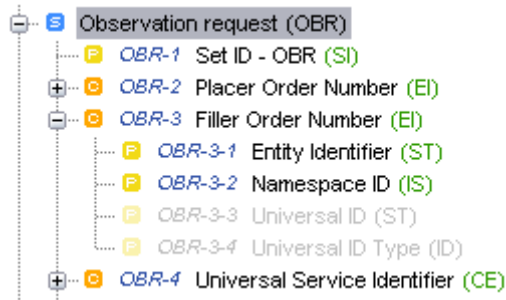 S Observation request (OBR)
P OBR-1 Set ID - OBR (SI)
C OBR-2 Placer Order Number (EI)
C OBR-3 Filler Order Number (EI)
P OBR-3-1 Entity Identifier (ST)
P OBR-3-2 Namespace ID (IS)
P OBR-3-3 Universal ID (ST)
P OBR-3-4 Universal ID Type (ID)
C OBR-4 Universal Service Identifier (CE)